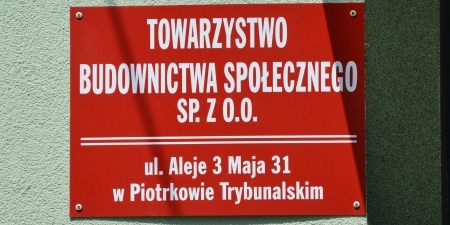 TOWARZYSTWO
BUDOWNICTWA SPOŁECZNEGO
SP. Z O.O.
ul. Aleje 3 Maja 31
w Piotrkowie Trybunalskim